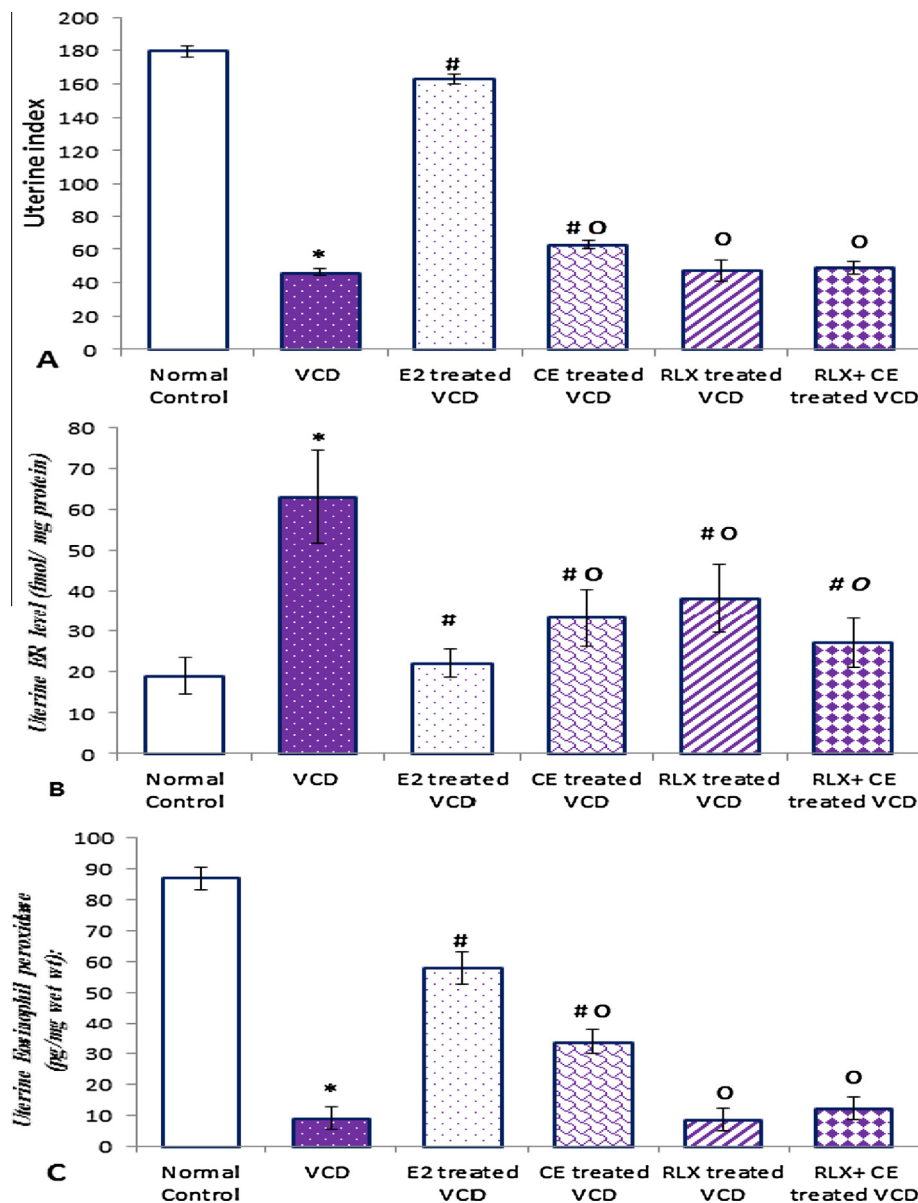 200
180
160
140
120
100
80
60
40
20
0
Uterine index
*
#
# O
O
O
A
Normal Control
VCD
E2 treated VCD
CE treated VCD
RLX treated VCD
RLX+ CE treated VCD
80
70
60
50
40
30
20
10
0
Uterine ER level (fmol/ mg protein)
*
#
# O
# O
# O
B
Normal Control
VCD
E2 treated VCD
CE treated VCD
RLX treated VCD
RLX+ CE treated VCD
100
90
80
70
60
50
40
30
20
10
0
Uterine Eosinophil peroxidase
(pg/mg wet wt):
*
#
# O
O
O
C
Normal Control
VCD
E2 treated VCD
CE treated VCD
RLX treated VCD
RLX+ CE treated VCD